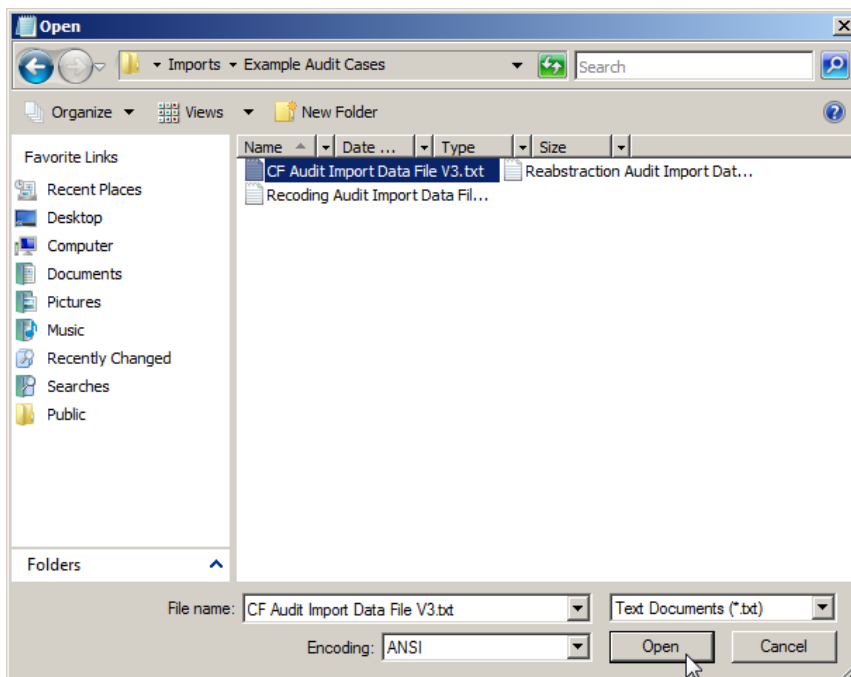 Open
Imports Example Audit Cases Search
Organize Views New Folder
Favorite Links
Recent Places
Desktop
Computer
Documents
Pictures
Music
Recently Changed
Searches
Public
Folders
Name Date ... Type Size
CF Audit Import Data File V3.txt Reabstraction Audit Import Dat...
Recoding Audit Import Data Fil...
File name: CF Audit Import Data File V3.txt Text Documents (*.txt)
Encoding: ANSI Open Cancel